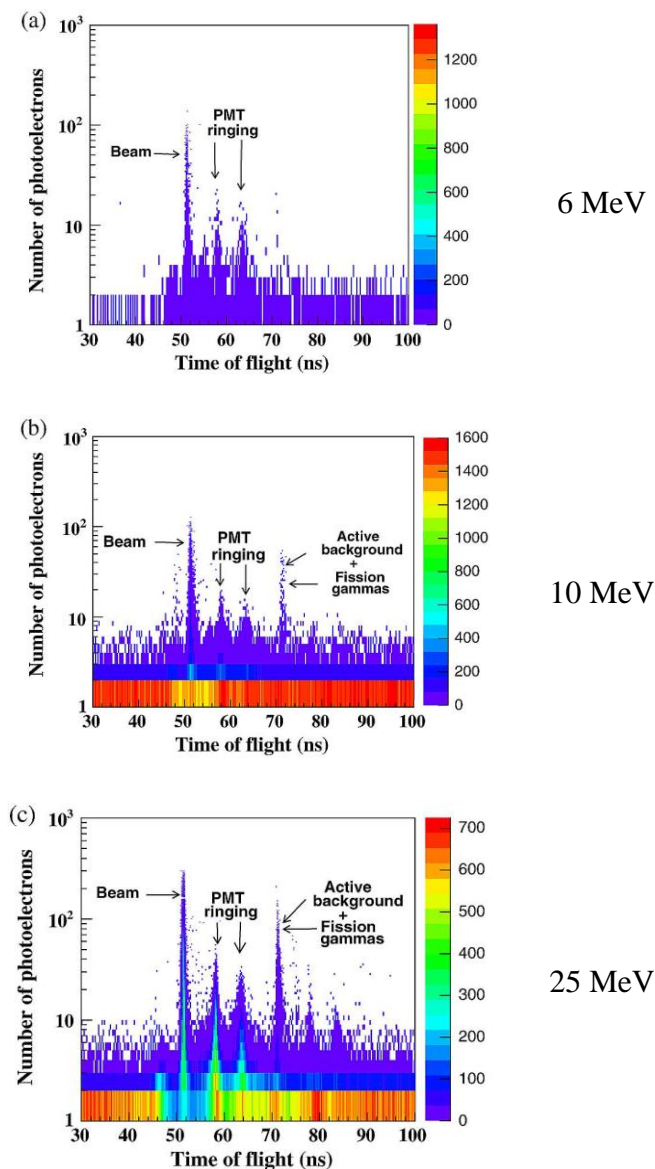 (a)
10³
10²
10
1
Number of photoelectrons
30 40 50 60 70 80 90 100
Time of flight (ns)
Beam
PMT
ringing
1200
1000
800
600
400
200
0
6 MeV
(b)
10³
10²
10
1
Number of photoelectrons
30 40 50 60 70 80 90 100
Time of flight (ns)
Beam
PMT
ringing
Active
background
+
Fission
gammas
1600
1400
1200
1000
800
600
400
200
0
10 MeV
(c)
10³
10²
10
1
Number of photoelectrons
30 40 50 60 70 80 90 100
Time of flight (ns)
Beam
PMT
ringing
Active
background
+
Fission
gammas
700
600
500
400
300
200
100
0
25 MeV